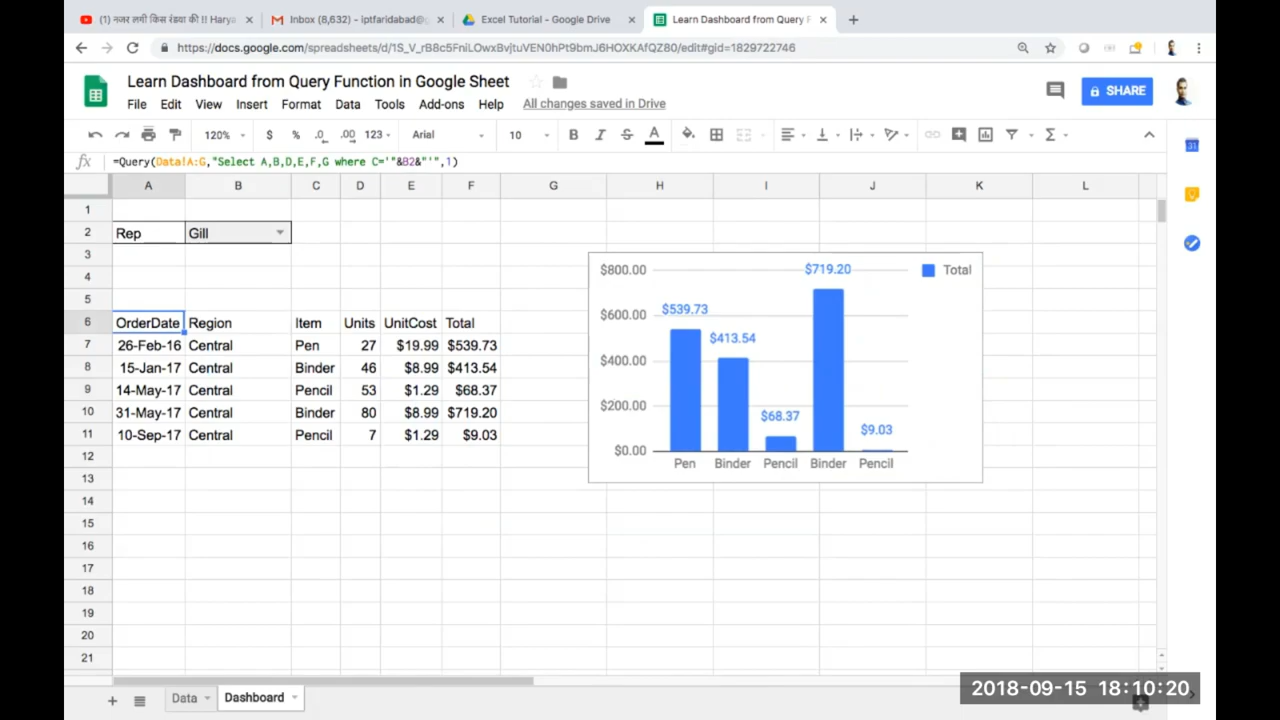 (1) नजर लगी किस रंडवा की !! Harya
Inbox (8,632) - iptfaridabad@g
Excel Tutorial - Google Drive
Learn Dashboard from Query F
https://docs.google.com/spreadsheets/d/1S_V_rB8c5FniLOwxBvjtuVEN0hPt9bmJ6HOXKAfQZ80/edit#gid=1829722746
Learn Dashboard from Query Function in Google Sheet
File Edit View Insert Format Data Tools Add-ons Help All changes saved in Drive
SHARE
120% $ % .0 .00 123 Arial 10 B I S A Σ
fx =Query(Data!A:G,"Select A,B,D,E,F,G where C='"&B2&"'",1)
A B C D E F G H I J K L
1
2 Rep Gill
3
4
5
6 OrderDate Region Item Units UnitCost Total
7 26-Feb-16 Central Pen 27 $19.99 $539.73
8 15-Jan-17 Central Binder 46 $8.99 $413.54
9 14-May-17 Central Pencil 53 $1.29 $68.37
10 31-May-17 Central Binder 80 $8.99 $719.20
11 10-Sep-17 Central Pencil 7 $1.29 $9.03
12
13
14
15
16
17
18
19
20
21
$800.00 $719.20 Total
$600.00 $539.73
$400.00 $413.54
$200.00 $68.37 $9.03
$0.00
Pen Binder Pencil Binder Pencil
31
Data Dashboard
2018-09-15 18:10:20